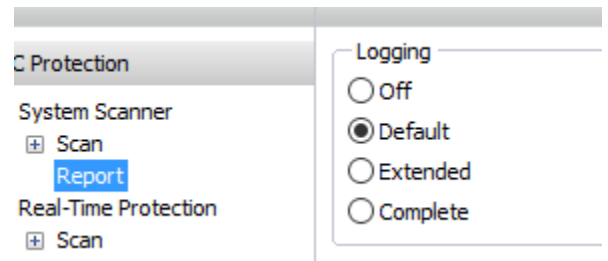 C Protection
System Scanner
Scan
Report
Real-Time Protection
Scan
Logging
Off
Default
Extended
Complete